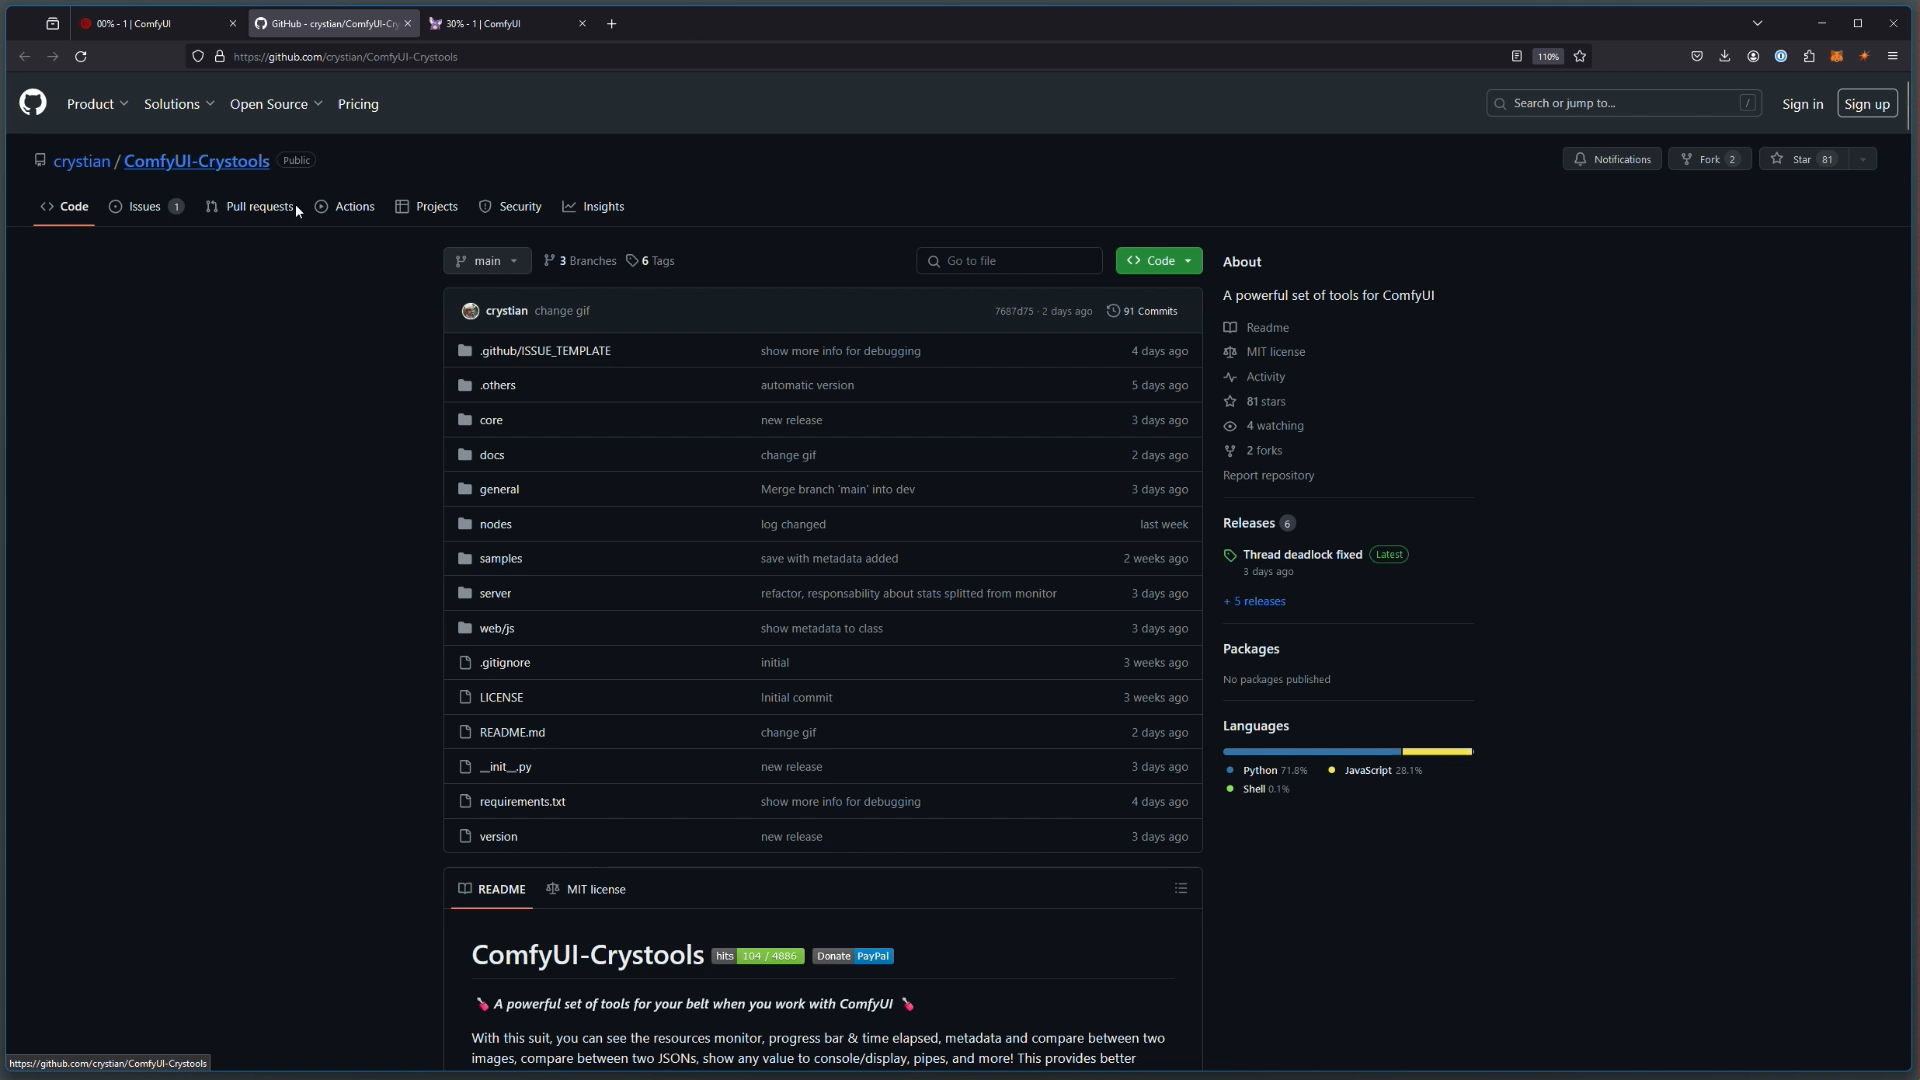 00% - 1 | ComfyUI
GitHub - crystian/ComfyUI-Cry
30% - 1 | ComfyUI
https://github.com/crystian/ComfyUI-Crystools
110%
Product
Solutions
Open Source
Pricing
Search or jump to...
/
Sign in
Sign up
crystian / ComfyUI-Crystools
Public
Notifications
Fork 2
Star 81
Code
Issues 1
Pull requests
Actions
Projects
Security
Insights
main
3 Branches
6 Tags
Go to file
Code
crystian change gif
7687d75 · 2 days ago
91 Commits
.github/ISSUE_TEMPLATE show more info for debugging 4 days ago
.others automatic version 5 days ago
core new release 3 days ago
docs change gif 2 days ago
general Merge branch 'main' into dev 3 days ago
nodes log changed last week
samples save with metadata added 2 weeks ago
server refactor, responsability about stats splitted from monitor 3 days ago
web/js show metadata to class 3 days ago
.gitignore initial 3 weeks ago
LICENSE Initial commit 3 weeks ago
README.md change gif 2 days ago
__init__.py new release 3 days ago
requirements.txt show more info for debugging 4 days ago
version new release 3 days ago
README
MIT license
ComfyUI-Crystools
hits 104 / 4886
Donate PayPal
A powerful set of tools for your belt when you work with ComfyUI
With this suit, you can see the resources monitor, progress bar & time elapsed, metadata and compare between two
images, compare between two JSONs, show any value to console/display, pipes, and more! This provides better
About
A powerful set of tools for ComfyUI
Readme
MIT license
Activity
81 stars
4 watching
2 forks
Report repository
Releases 6
Thread deadlock fixed Latest
3 days ago
+ 5 releases
Packages
No packages published
Languages
Python 71.8%
JavaScript 28.1%
Shell 0.1%
https://github.com/crystian/ComfyUI-Crystools